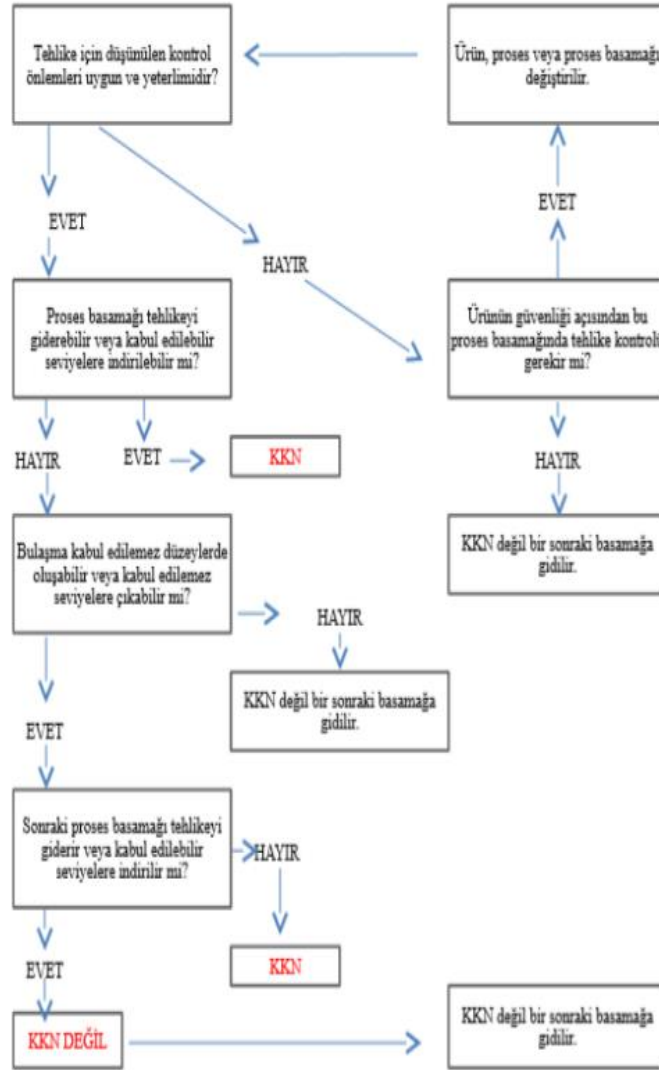 Tehlike için düşünülen kontrol
önlemleri uygun ve yeterlimidir?
Ürün, proses veya proses basamağı
değiştirilir.
EVET
HAYIR
EVET
Proses basamağı tehlikeyi
giderebilir veya kabul edilebilir
seviyelere indirilebilir mi?
Ürünün güvenliği açısından bu
proses basamağında tehlike kontolü
gerekir mi?
HAYIR
EVET
KKN
HAYIR
Bulaşma kabul edilemez düzeylerde
oluşabilir veya kabul edilemez
seviyelere çıkabilir mi?
KKN değil bir sonraki basamağa
gidilir.
HAYIR
KKN değil bir sonraki basamağa
gidilir.
EVET
Sonraki proses basamağı tehlikeyi
giderir veya kabul edilebilir
seviyelere indirilir mi?
HAYIR
KKN
EVET
KKN DEĞİL
KKN değil bir sonraki basamağa
gidilir.